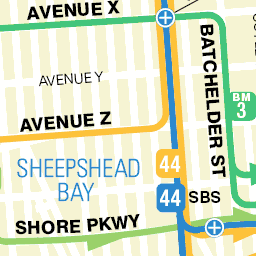 AVENUE X
AVENUE Y
BATCHELDER ST
BM
3
AVENUE Z
SHEEPSHEAD
BAY
44
44 SBS
SHORE PKWY